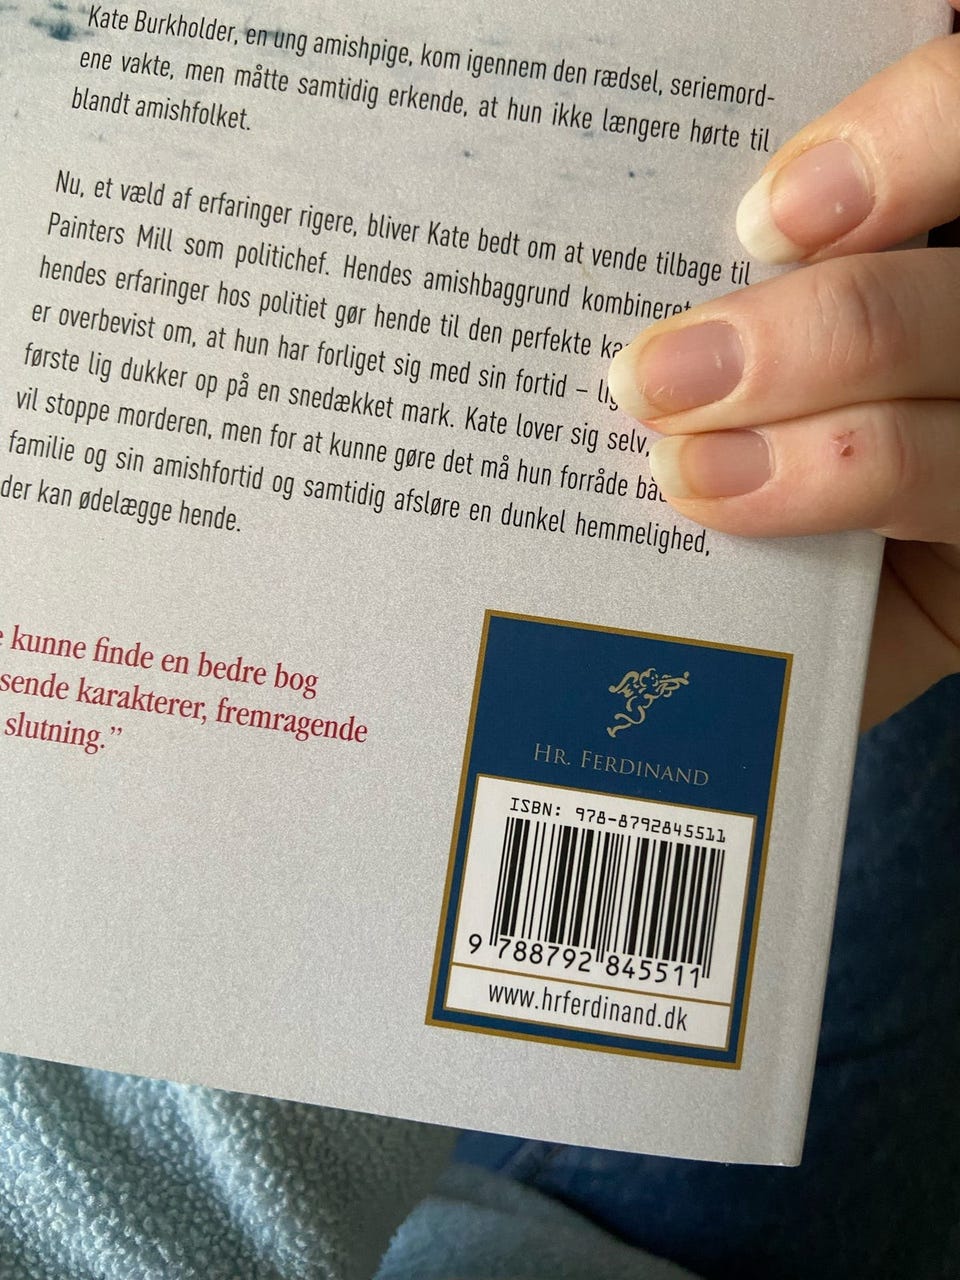 Kate Burkholder, en ung amishpige, kom igennem den rædsel, seriemord-
ene vakte, men måtte samtidig erkende, at hun ikke længere hørte til
blandt amishfolket.
Nu, et væld af erfaringer rigere, bliver Kate bedt om at vende tilbage til
Painters Mill som politichef. Hendes amishbaggrund kombineret
hendes erfaringer hos politiet gør hende til den perfekte
er overbevist om, at hun har forliget sig med sin fortid –
første lig dukker op på en snedækket mark. Kate lover sig selv,
vil stoppe morderen, men for at kunne gøre det må hun forråde
familie og sin amishfortid og samtidig afsløre en dunkel hemmelighed,
der kan ødelægge hende.
kunne finde en bedre bog
karakterer, fremragende
slutning.”
HR. FERDINAND
ISBN: 978-8792845511
9 788792 845511
www.hrferdinand.dk